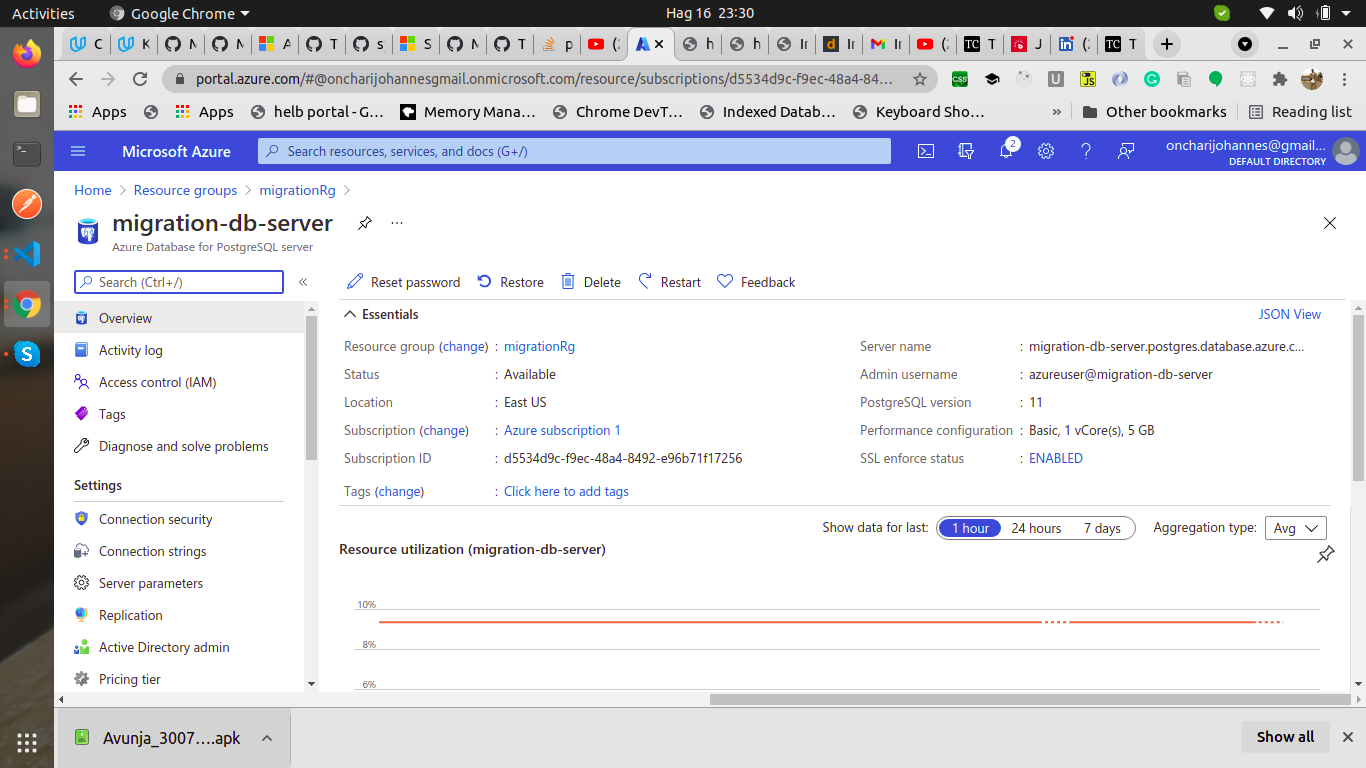 Activities
Google Chrome
Hag 16 23:30
portal.azure.com/#@oncharijohannesgmail.onmicrosoft.com/resource/subscriptions/d5534d9c-f9ec-48a4-84...
Apps
Apps
helb portal - G...
Memory Mana...
Chrome DevT...
Indexed Datab...
Keyboard Sho...
»
Other bookmarks
Reading list
Microsoft Azure
Search resources, services, and docs (G+/)
2
oncharijohannes@gmail...
DEFAULT DIRECTORY
Home > Resource groups > migrationRg >
migration-db-server
Azure Database for PostgreSQL server
Search (Ctrl+/)
«
Reset password
Restore
Delete
Restart
Feedback
Overview
Activity log
Access control (IAM)
Tags
Diagnose and solve problems
Settings
Connection security
Connection strings
Server parameters
Replication
Active Directory admin
Pricing tier
Essentials
JSON View
Resource group (change) : migrationRg
Status : Available
Location : East US
Subscription (change) : Azure subscription 1
Subscription ID : d5534d9c-f9ec-48a4-8492-e96b71f17256
Tags (change) : Click here to add tags
Server name : migration-db-server.postgres.database.azure.c...
Admin username : azureuser@migration-db-server
PostgreSQL version : 11
Performance configuration : Basic, 1 vCore(s), 5 GB
SSL enforce status : ENABLED
Show data for last: 1 hour 24 hours 7 days Aggregation type: Avg
Resource utilization (migration-db-server)
10%
8%
6%
Avunja_3007....apk
Show all